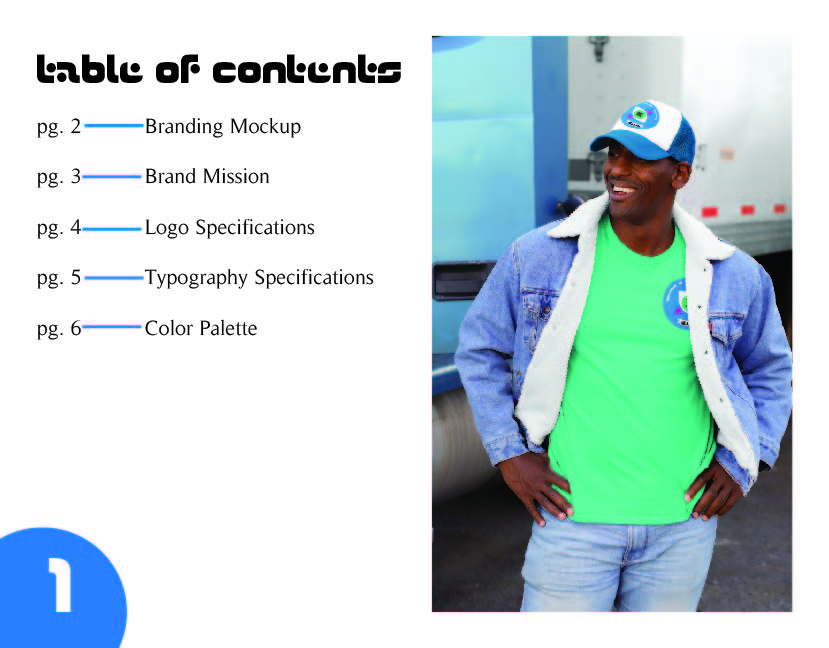 table of contents
pg. 2 Branding Mockup
pg. 3 Brand Mission
pg. 4 Logo Specifications
pg. 5 Typography Specifications
pg. 6 Color Palette
1